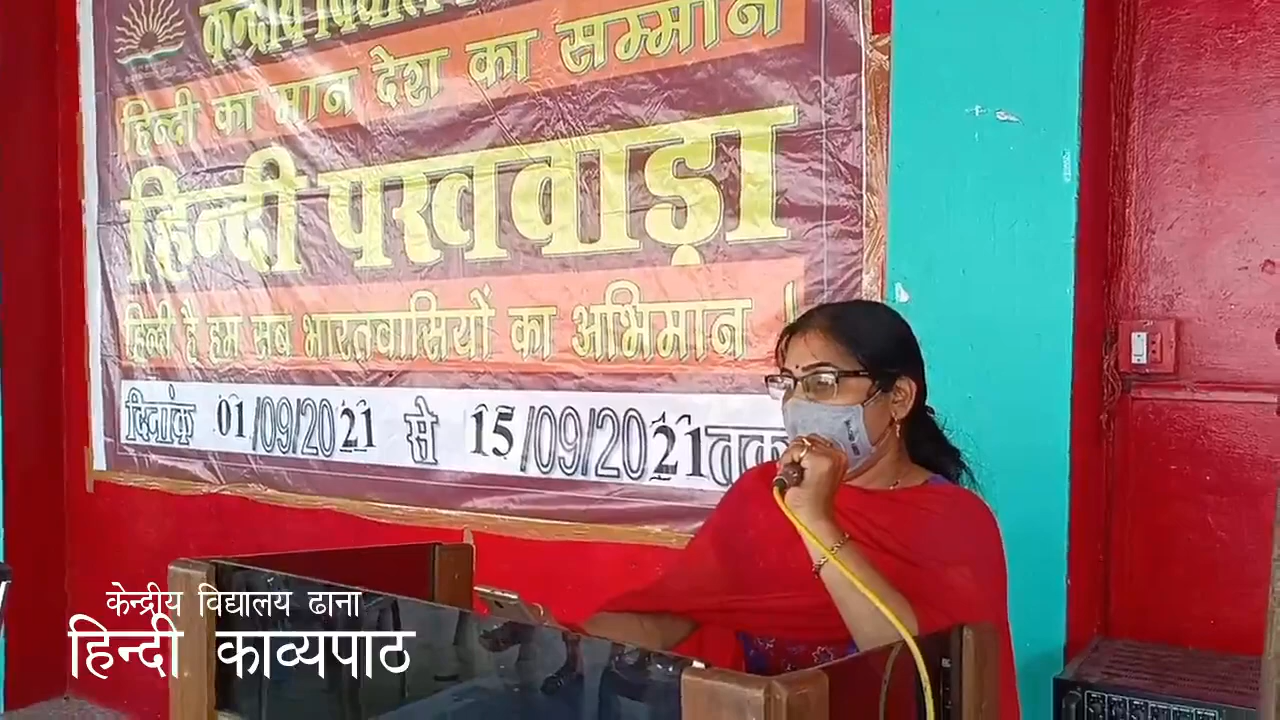 केन्द्रीय
हिन्दी का मान देश का सम्मान
हिन्दी पखवाड़ा
हिन्दी है हम सब भारतवासियों का अभिमान !
दिनांक 01/09/2021 से 15/09/2021 तक
केन्द्रीय विद्यालय ढाना
हिन्दी काव्यपाठ